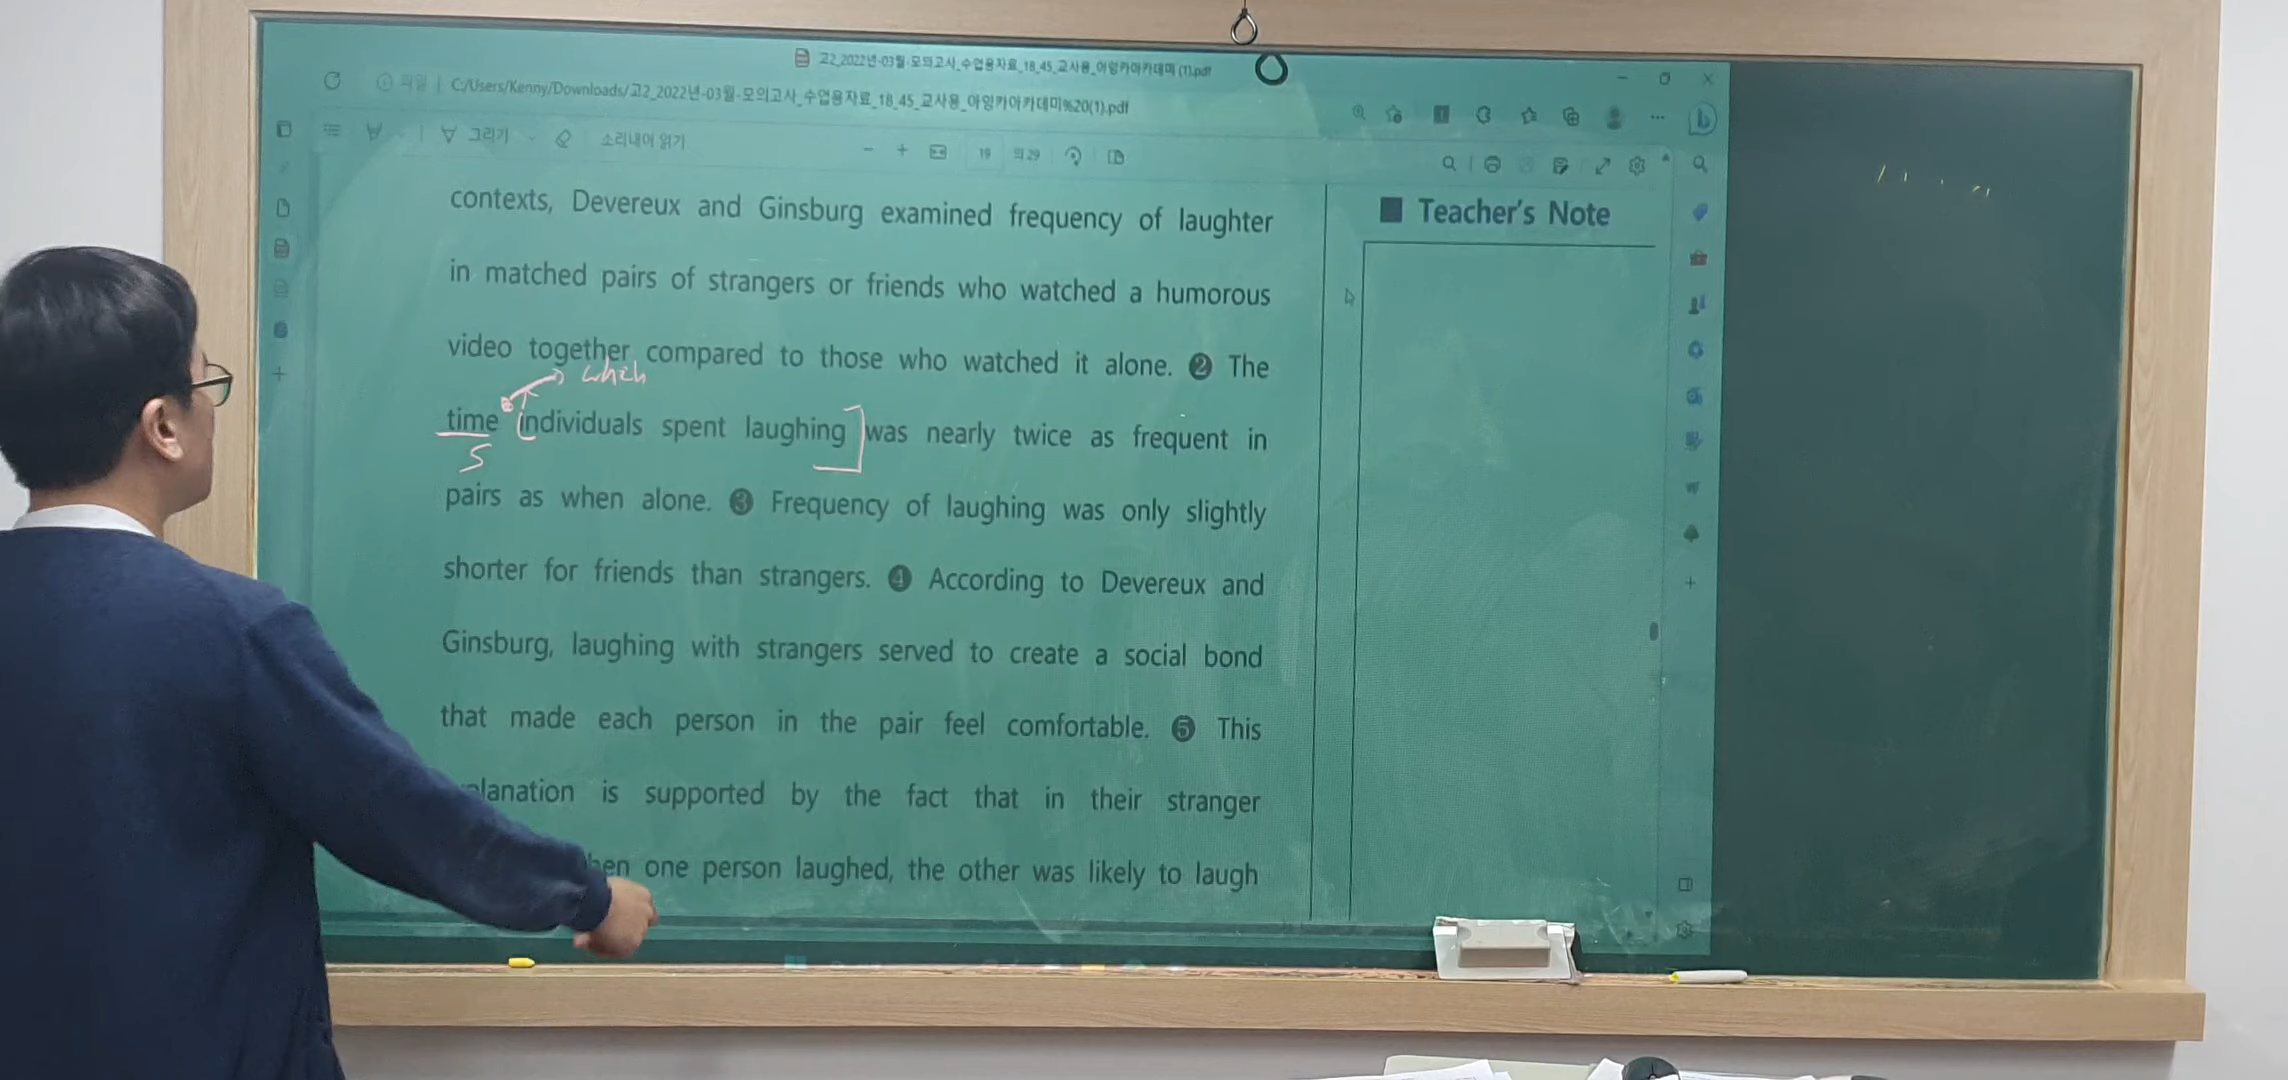 고2_2022년-03월-모의고사_수업용자료_18_45_교사용_아잉카아카데미 (1).pdf
파일 | C:/Users/Kenny/Downloads/고2_2022년-03월-모의고사_수업용자료_18_45_교사용_아잉카아카데미%20(1).pdf
그리기 소리내어 읽기 19 의 29
contexts, Devereux and Ginsburg examined frequency of laughter
in matched pairs of strangers or friends who watched a humorous
video together compared to those who watched it alone. ❷ The
which
time individuals spent laughing was nearly twice as frequent in
S
pairs as when alone. ❸ Frequency of laughing was only slightly
shorter for friends than strangers. ❹ According to Devereux and
Ginsburg, laughing with strangers served to create a social bond
that made each person in the pair feel comfortable. ❺ This
is supported by the fact that in their stranger
one person laughed, the other was likely to laugh
■ Teacher's Note